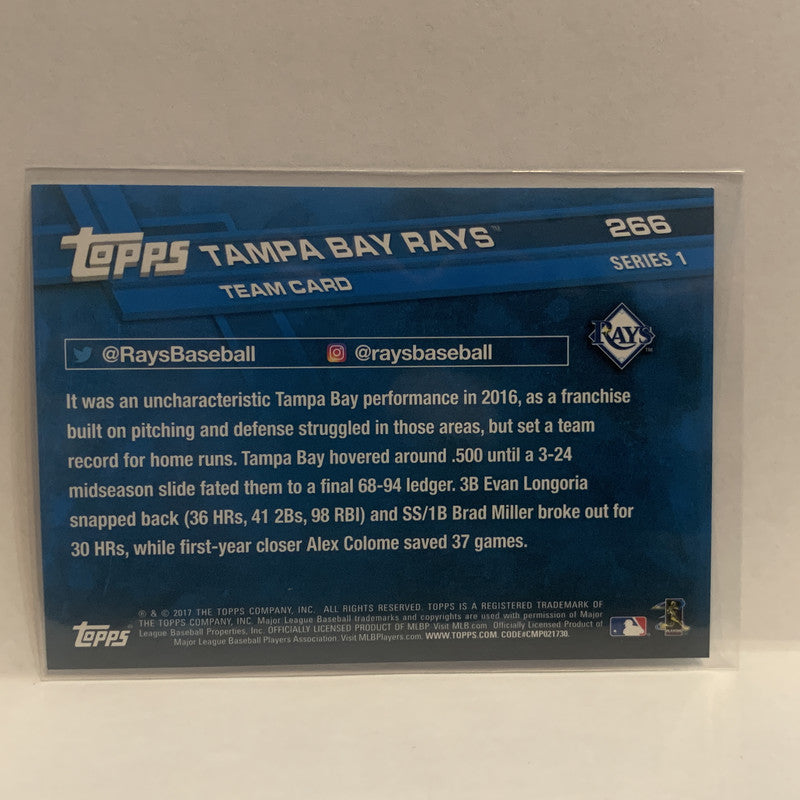 TOPPS TAMPA BAY RAYS™ 266
TEAM CARD SERIES 1
RAYS™
@RaysBaseball @raysbaseball
It was an uncharacteristic Tampa Bay performance in 2016, as a franchise
built on pitching and defense struggled in those areas, but set a team
record for home runs. Tampa Bay hovered around .500 until a 3-24
midseason slide fated them to a final 68-94 ledger. 3B Evan Longoria
snapped back (36 HRs, 41 2Bs, 98 RBI) and SS/1B Brad Miller broke out for
30 HRs, while first-year closer Alex Colome saved 37 games.
® & © 2017 THE TOPPS COMPANY, INC. ALL RIGHTS RESERVED. TOPPS IS A REGISTERED TRADEMARK OF
THE TOPPS COMPANY, INC. Major League Baseball trademarks and copyrights are used with permission of Major
League Baseball Properties, Inc. OFFICIALLY LICENSED PRODUCT OF MLBP Visit MLB.com Officially Licensed Product of
Major League Baseball Players Association. Visit MLBPlayers.com. WWW.TOPPS.COM. CODE#CMP021730.
TOPPS